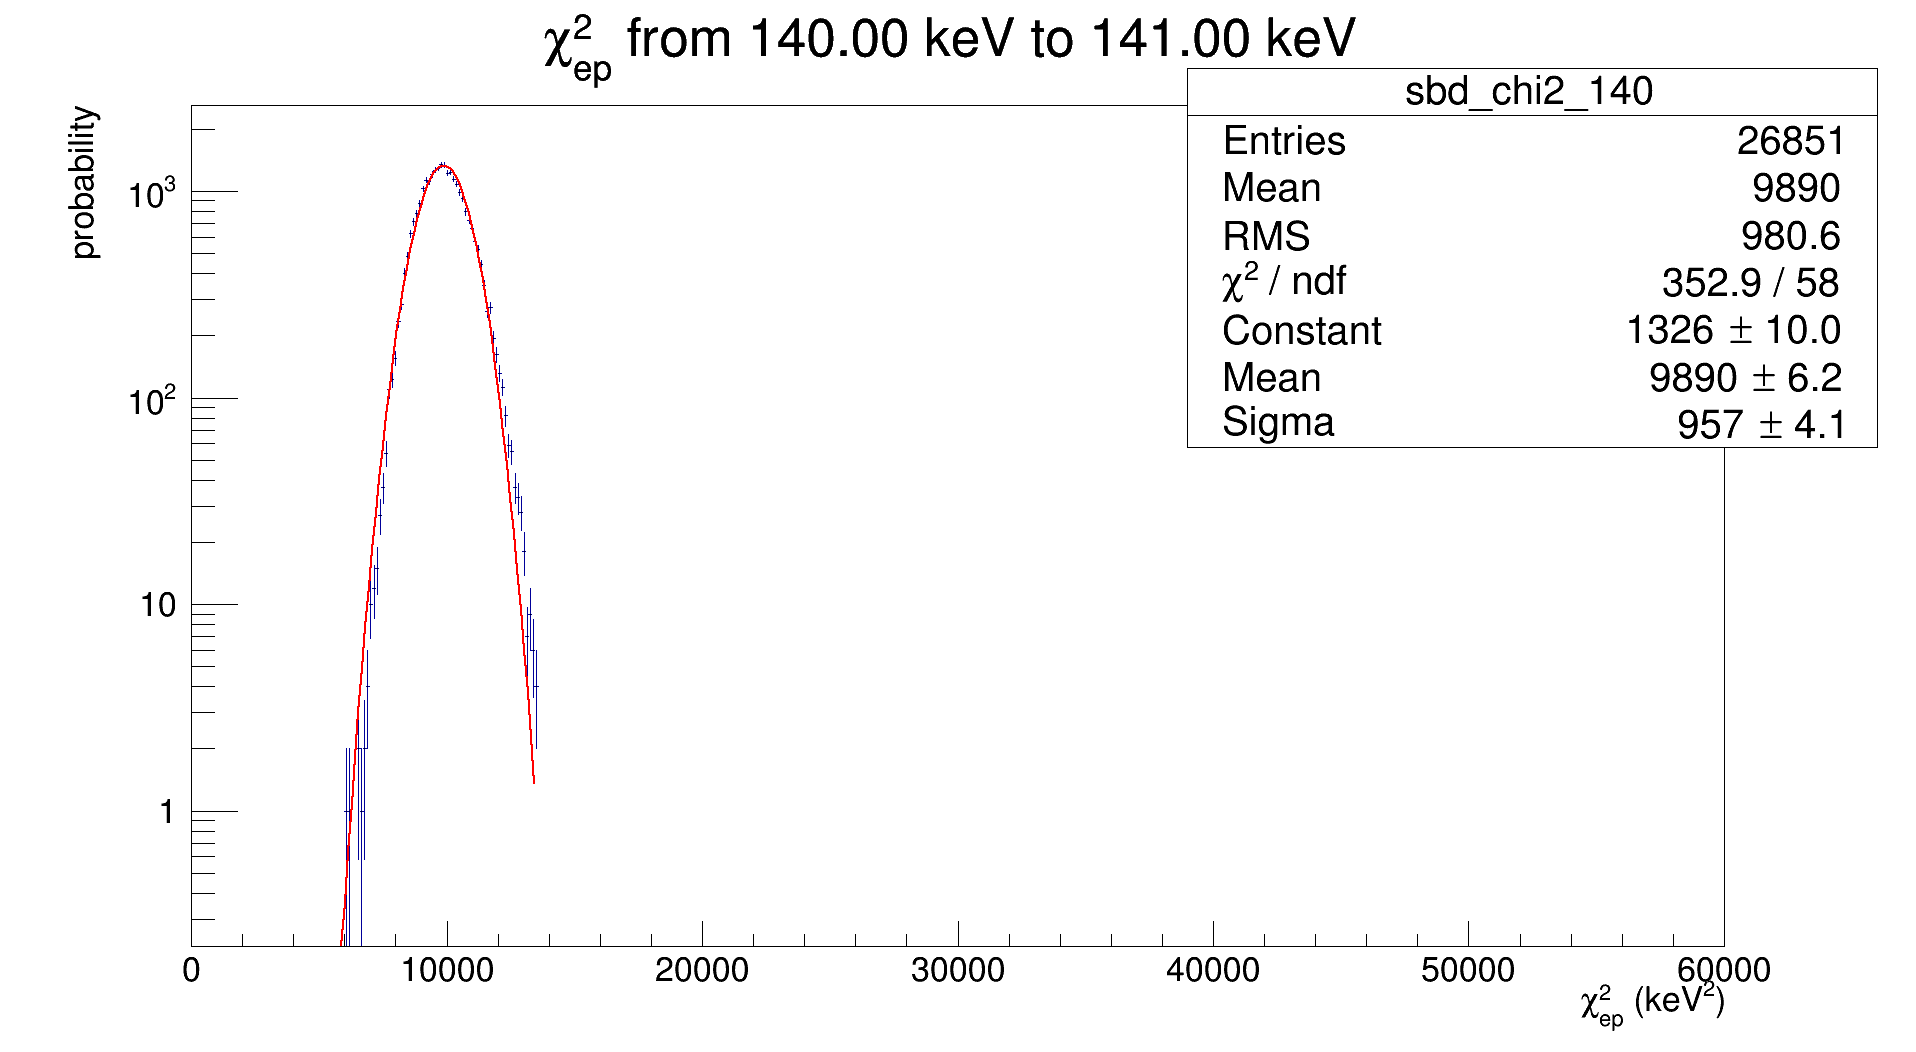 χ²ep from 140.00 keV to 141.00 keV
probability
sbd_chi2_140
Entries 26851
Mean 9890
RMS 980.6
χ² / ndf 352.9 / 58
Constant 1326 ± 10.0
Mean 9890 ± 6.2
Sigma 957 ± 4.1
10³
10²
10
1
0 10000 20000 30000 40000 50000 60000
χ²ep (keV²)